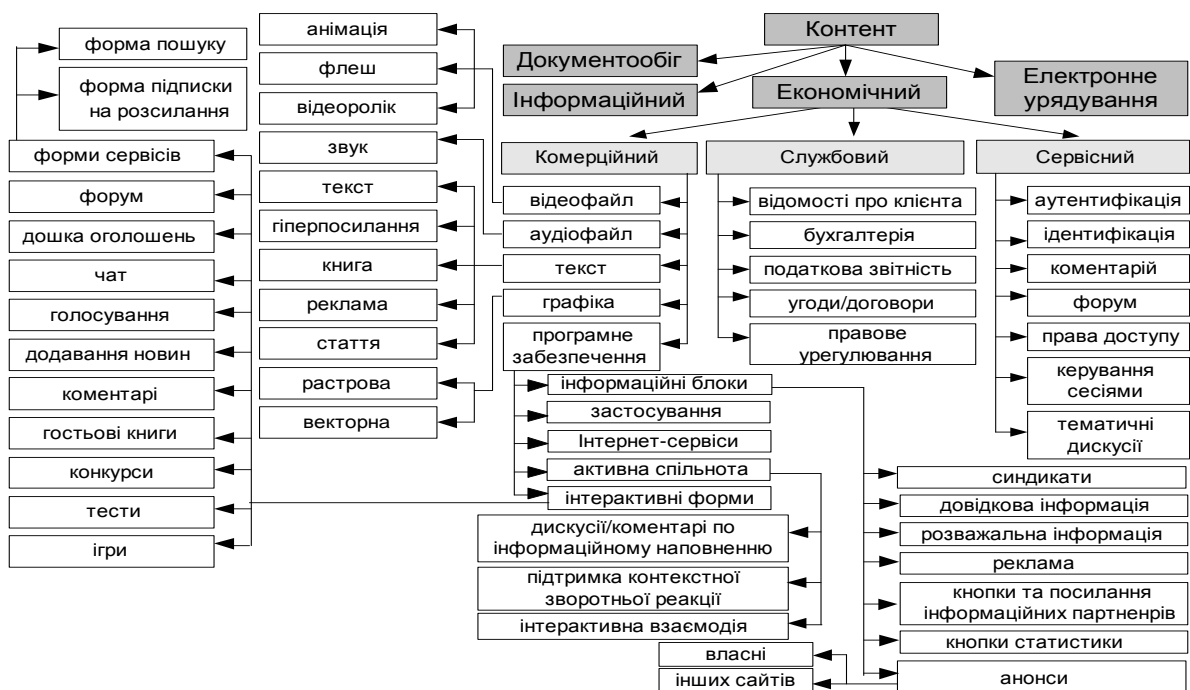 Контент
Документообіг
Інформаційний
Економічний
Електронне
урядування
Комерційний
Службовий
Сервісний
відеофайл
аудіофайл
текст
графіка
програмне
забезпечення
відомості про клієнта
бухгалтерія
податкова звітність
угоди/договори
правове
урегулювання
аутентифікація
ідентифікація
коментарій
форум
права доступу
керування
сесіями
тематичні
дискусії
анімація
флеш
відеоролік
звук
текст
гіперпосилання
книга
реклама
стаття
растрова
векторна
форма пошуку
форма підписки
на розсилання
форми сервісів
форум
дошка оголошень
чат
голосування
додавання новин
коментарі
гостьові книги
конкурси
тести
ігри
інформаційні блоки
застосування
Інтернет-сервіси
активна спільнота
інтерактивні форми
дискусії/коментарі по
інформаційному наповненню
підтримка контекстної
зворотньої реакції
інтерактивна взаємодія
синдикати
довідкова інформація
розважальна інформація
реклама
кнопки та посилання
інформаційних партненрів
кнопки статистики
анонси
власні
інших сайтів